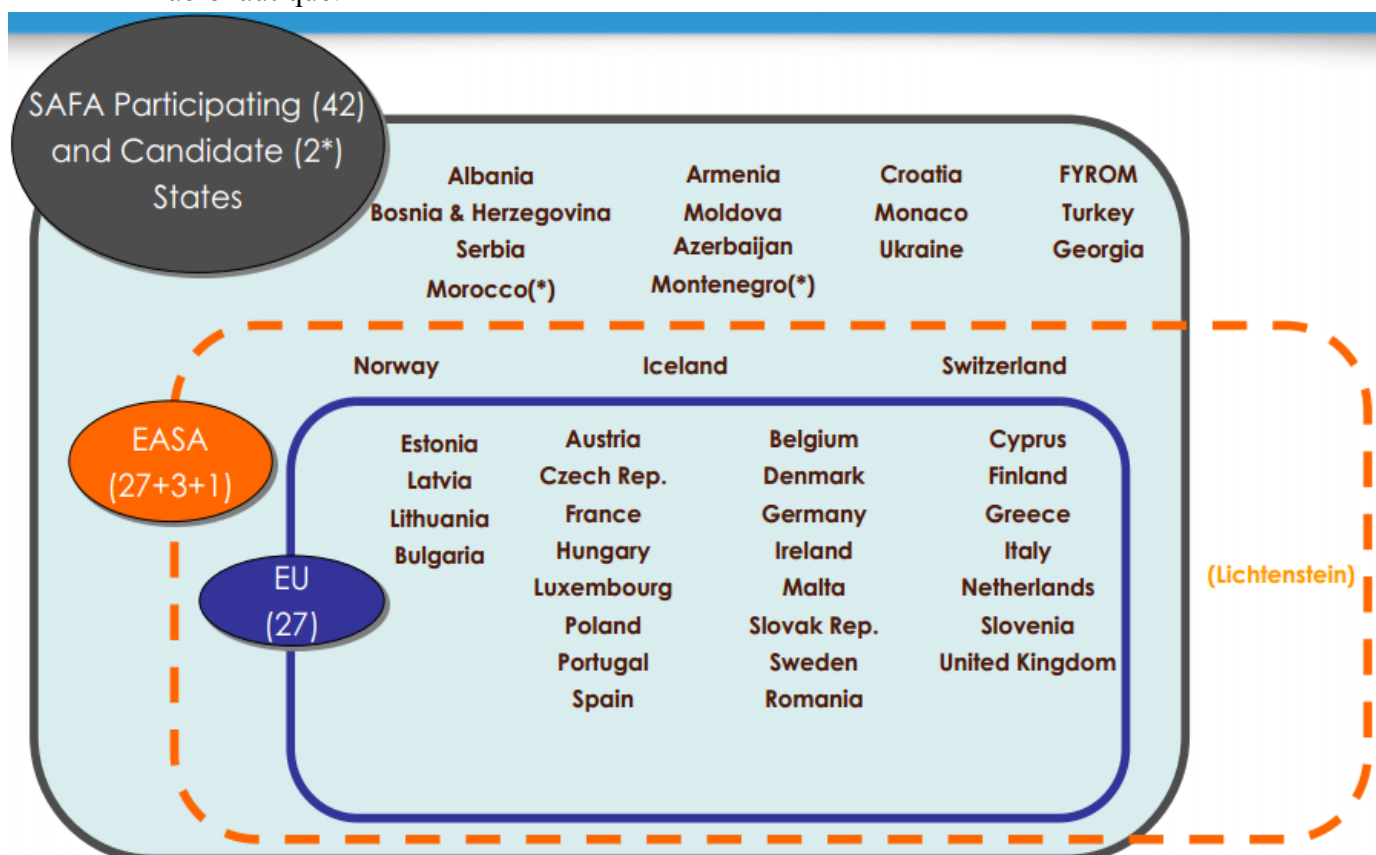 SAFA Participating (42)
and Candidate (2*)
States
Albania Armenia Croatia FYROM
Bosnia & Herzegovina Moldova Monaco Turkey
Serbia Azerbaijan Ukraine Georgia
Morocco(*) Montenegro(*)
Norway Iceland Switzerland
EASA
(27+3+1)
Estonia Austria Belgium Cyprus
Latvia Czech Rep. Denmark Finland
Lithuania France Germany Greece
Bulgaria Hungary Ireland Italy
Luxembourg Malta Netherlands
Poland Slovak Rep. Slovenia
Portugal Sweden United Kingdom
Spain Romania
EU
(27)
(Lichtenstein)